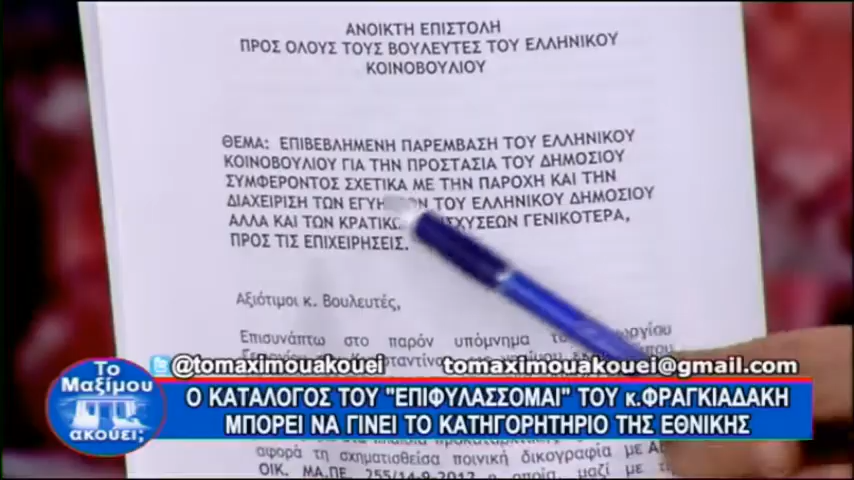 ΑΝΟΙΚΤΗ ΕΠΙΣΤΟΛΗ
ΠΡΟΣ ΟΛΟΥΣ ΤΟΥΣ ΒΟΥΛΕΥΤΕΣ ΤΟΥ ΕΛΛΗΝΙΚΟΥ
ΚΟΙΝΟΒΟΥΛΙΟΥ
ΘΕΜΑ: ΕΠΙΒΕΒΛΗΜΕΝΗ ΠΑΡΕΜΒΑΣΗ ΤΟΥ ΕΛΛΗΝΙΚΟΥ
ΚΟΙΝΟΒΟΥΛΙΟΥ ΓΙΑ ΤΗΝ ΠΡΟΣΤΑΣΙΑ ΤΟΥ ΔΗΜΟΣΙΟΥ
ΣΥΜΦΕΡΟΝΤΟΣ ΣΧΕΤΙΚΑ ΜΕ ΤΗΝ ΠΑΡΟΧΗ ΚΑΙ ΤΗΝ
ΔΙΑΧΕΙΡΙΣΗ ΤΩΝ ΤΟΥ ΕΛΛΗΝΙΚΟΥ ΔΗΜΟΣΙΟΥ
ΑΛΛΑ ΚΑΙ ΤΩΝ ΓΕΝΙΚΟΤΕΡΑ,
ΠΡΟΣ ΤΙΣ ΕΠΙΧΕΙΡΗΣΕΙΣ.
Αξιότιμοι κ. Βουλευτές,
Επισυνάπτω στο παρόν υπόμνημα
@tomaximouakouei tomaximouakouei@gmail.com
Το Μαξίμου ακούει;
Ο ΚΑΤΑΛΟΓΟΣ ΤΟΥ "ΕΠΙΦΥΛΑΣΣΟΜΑΙ" ΤΟΥ κ.ΦΡΑΓΚΙΑΔΑΚΗ
ΜΠΟΡΕΙ ΝΑ ΓΙΝΕΙ ΤΟ ΚΑΤΗΓΟΡΗΤΗΡΙΟ ΤΗΣ ΕΘΝΙΚΗΣ
αφορά τη σχηματισθείσα ποινική δικογραφία με
ΟΙΚ. ΜΑ.ΠΕ. 255/14-9-2012 η οποία, μαζί με